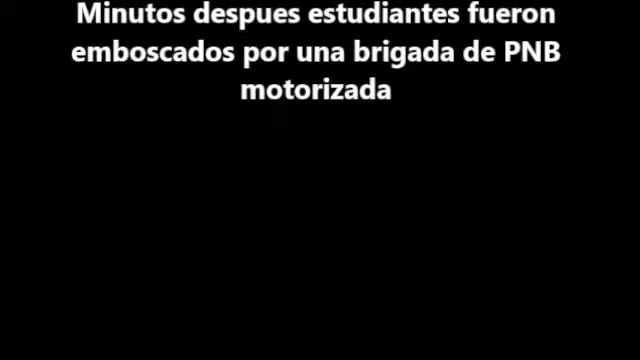 Minutos despues estudiantes fueron
emboscados por una brigada de PNB
motorizada